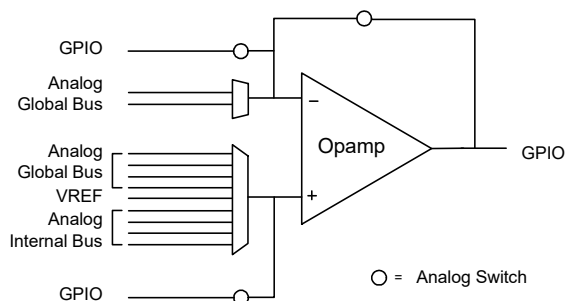 GPIO
Analog
Global Bus
Analog
Global Bus
VREF
Analog
Internal Bus
GPIO
−
Opamp
+
GPIO
= Analog Switch